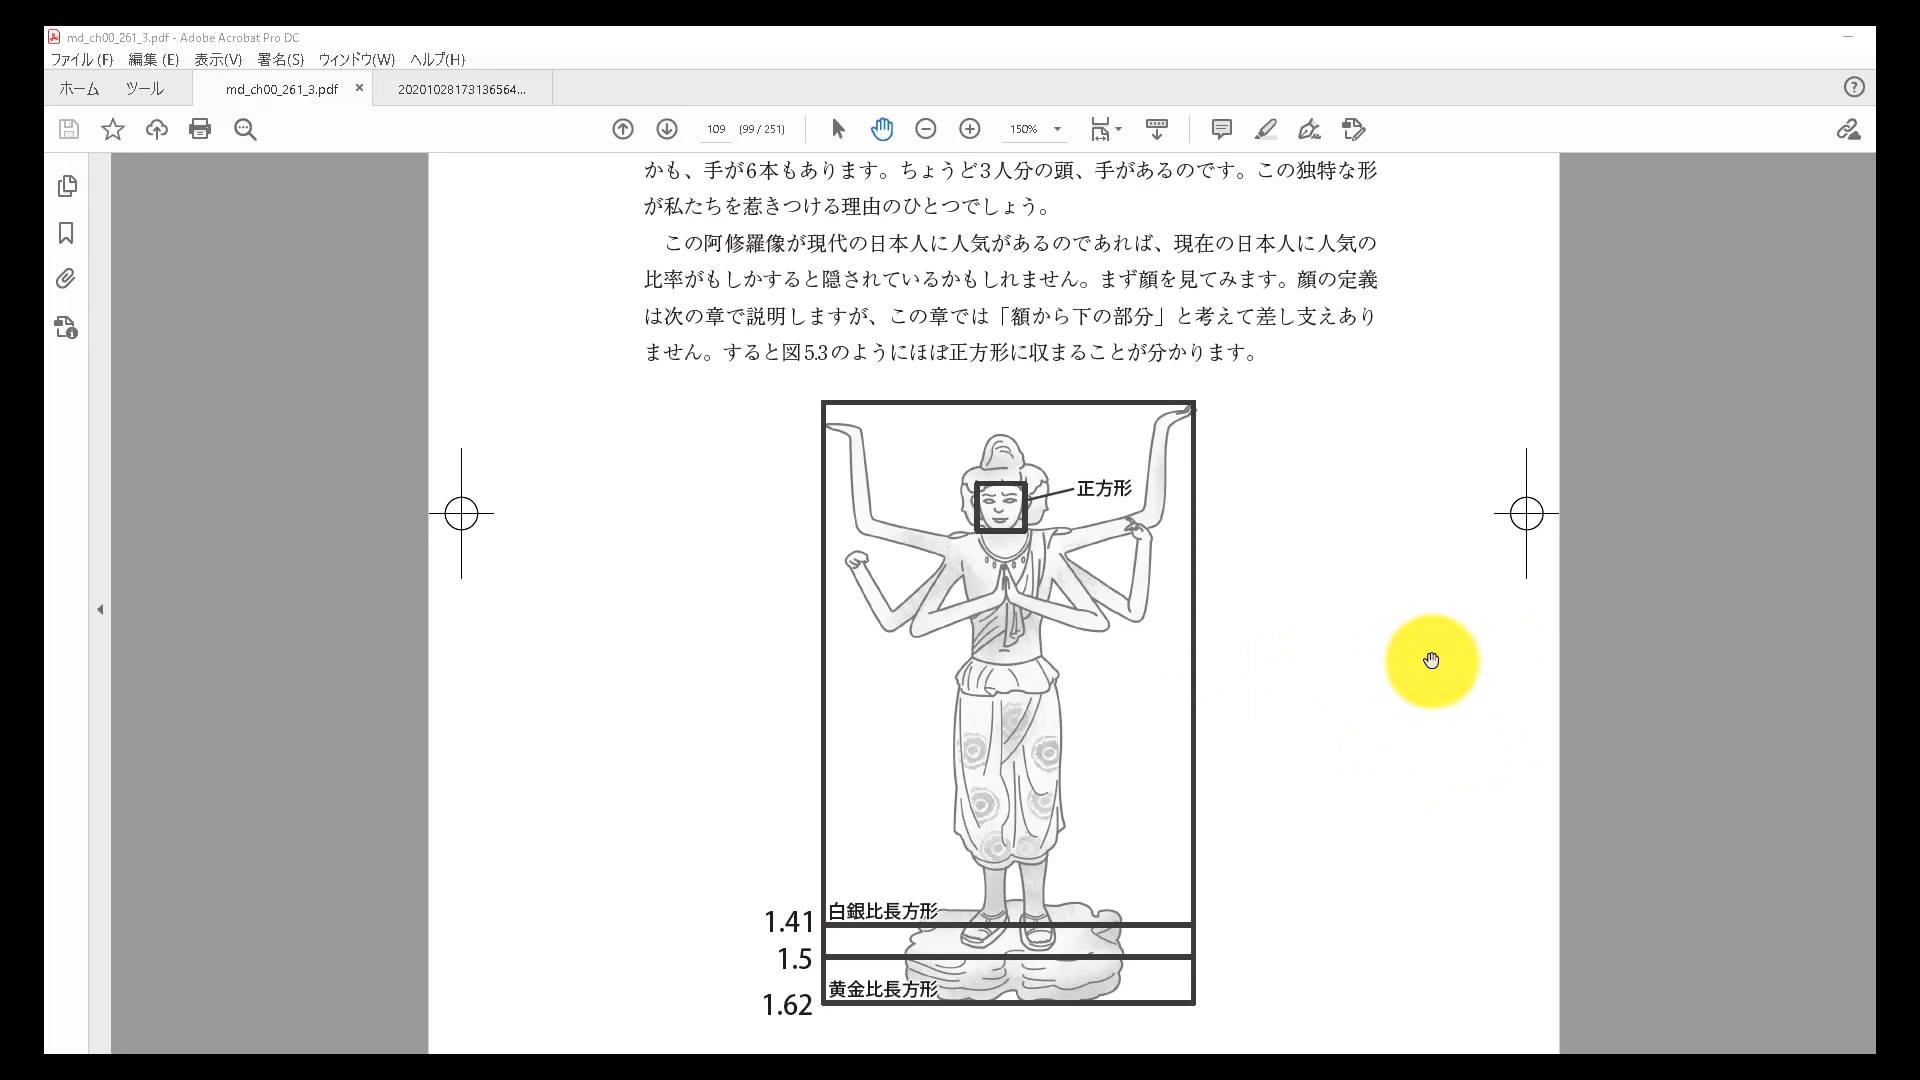 md_ch00_261_3.pdf - Adobe Acrobat Pro DC
ファイル (F) 編集 (E) 表示(V) 署名(S) ウィンドウ(W) ヘルプ(H)
ホーム ツール md_ch00_261_3.pdf × 20201028173136564...
109 (99 / 251) 150%
かも、手が6本もあります。ちょうど3人分の頭、手があるのです。この独特な形
が私たちを惹きつける理由のひとつでしょう。
この阿修羅像が現代の日本人に人気があるのであれば、現在の日本人に人気の
比率がもしかすると隠されているかもしれません。まず顔を見てみます。顔の定義
は次の章で説明しますが、この章では「額から下の部分」と考えて差し支えあり
ません。すると図5.3のようにほぼ正方形に収まることが分かります。
正方形
白銀比長方形
1.41
1.5
黄金比長方形
1.62